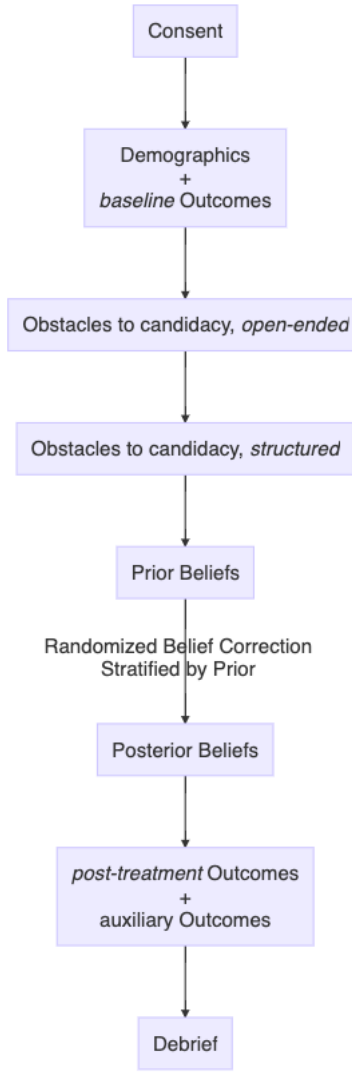 Consent
Demographics
+
baseline Outcomes
Obstacles to candidacy, open-ended
Obstacles to candidacy, structured
Prior Beliefs
Randomized Belief Correction
Stratified by Prior
Posterior Beliefs
post-treatment Outcomes
+
auxiliary Outcomes
Debrief